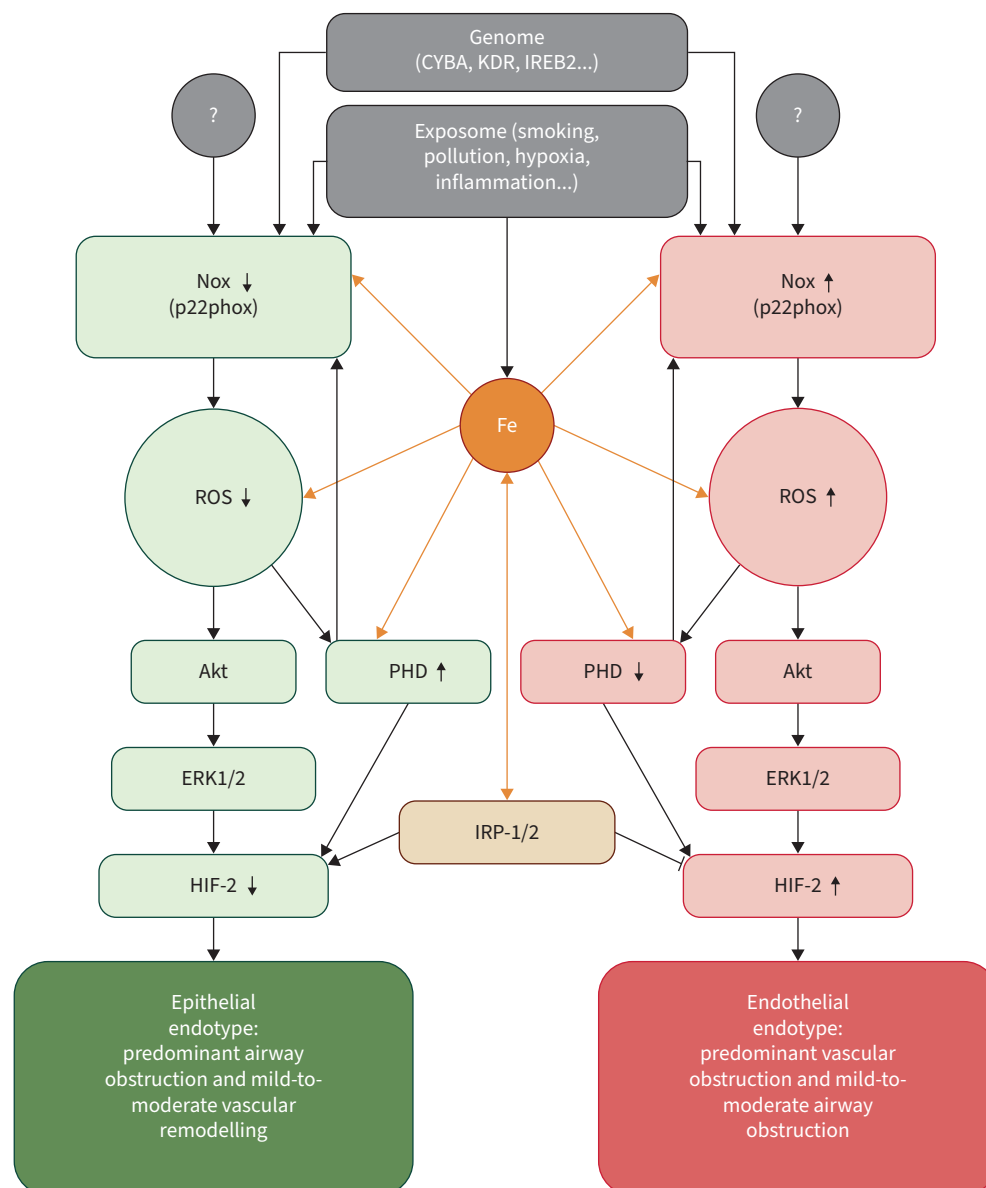 Genome
(CYBA, KDR, IREB2...)
?
?
Exposome (smoking,
pollution, hypoxia,
inflammation...)
Nox ↓
(p22phox)
Nox ↑
(p22phox)
Fe
ROS ↓
ROS ↑
Akt
PHD ↑
PHD ↓
Akt
ERK1/2
ERK1/2
IRP-1/2
HIF-2 ↓
HIF-2 ↑
Epithelial
endotype:
predominant airway
obstruction and mild-to-
moderate vascular
remodelling
Endothelial
endotype:
predominant vascular
obstruction and mild-to-
moderate airway
obstruction